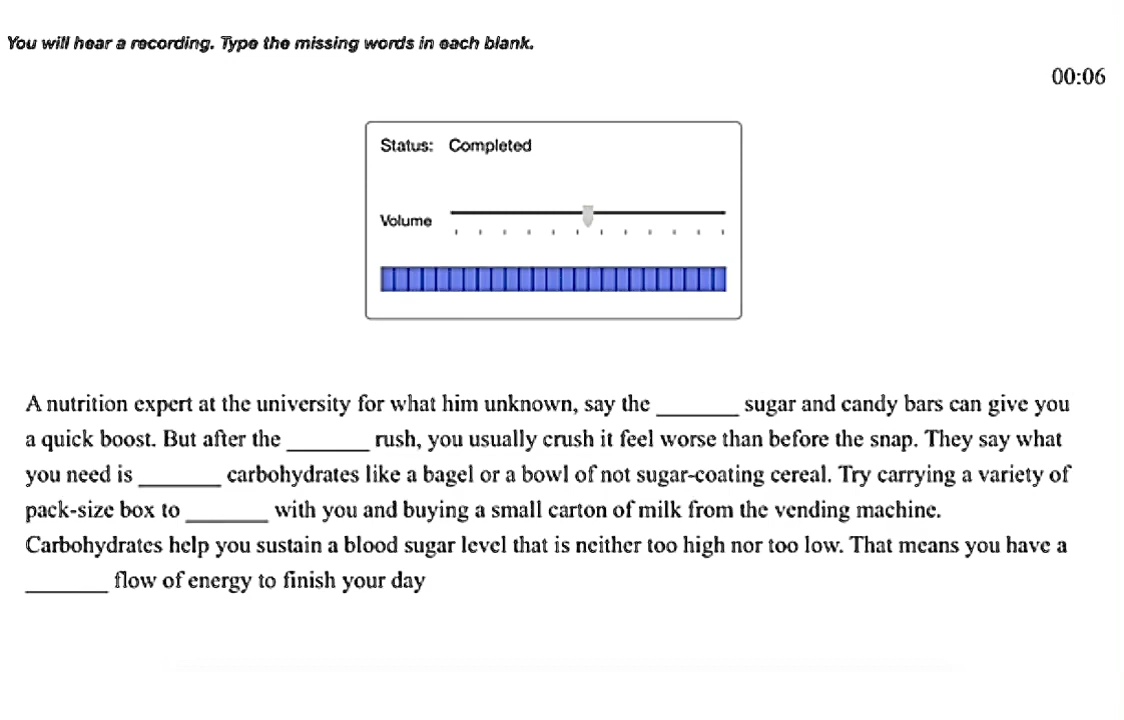 You will hear a recording. Type the missing words in each blank.
00:06
Status: Completed
Volume
A nutrition expert at the university for what him unknown, say the ________ sugar and candy bars can give you
a quick boost. But after the ________ rush, you usually crush it feel worse than before the snap. They say what
you need is ________ carbohydrates like a bagel or a bowl of not sugar-coating cereal. Try carrying a variety of
pack-size box to ________ with you and buying a small carton of milk from the vending machine.
Carbohydrates help you sustain a blood sugar level that is neither too high nor too low. That means you have a
________ flow of energy to finish your day